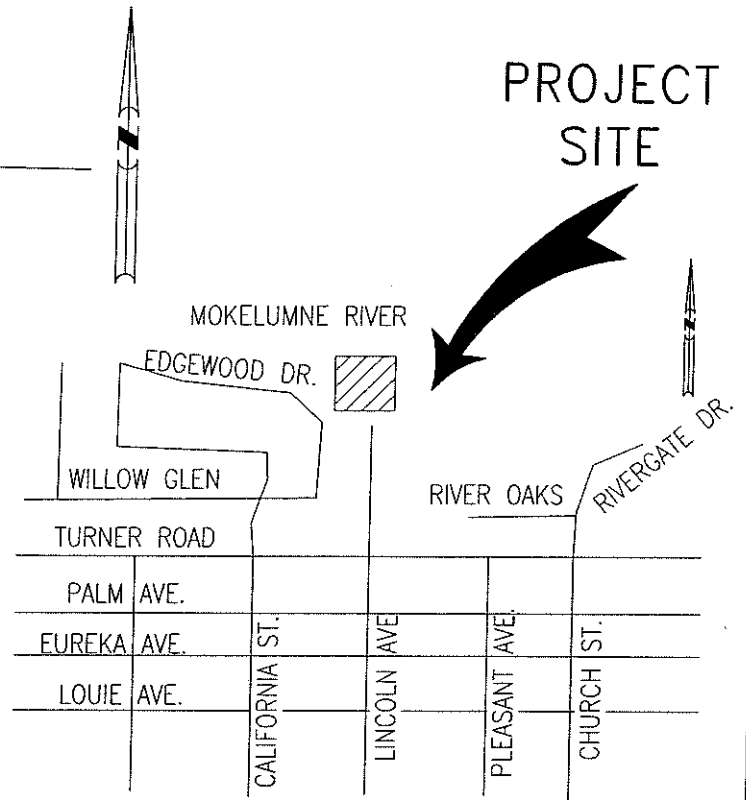 PROJECT
SITE
N
N
MOKELUMNE RIVER
EDGEWOOD DR.
WILLOW GLEN
RIVER OAKS
RIVERGATE DR.
TURNER ROAD
PALM AVE.
EUREKA AVE.
LOUIE AVE.
CALIFORNIA ST.
LINCOLN AVE
PLEASANT AVE.
CHURCH ST.